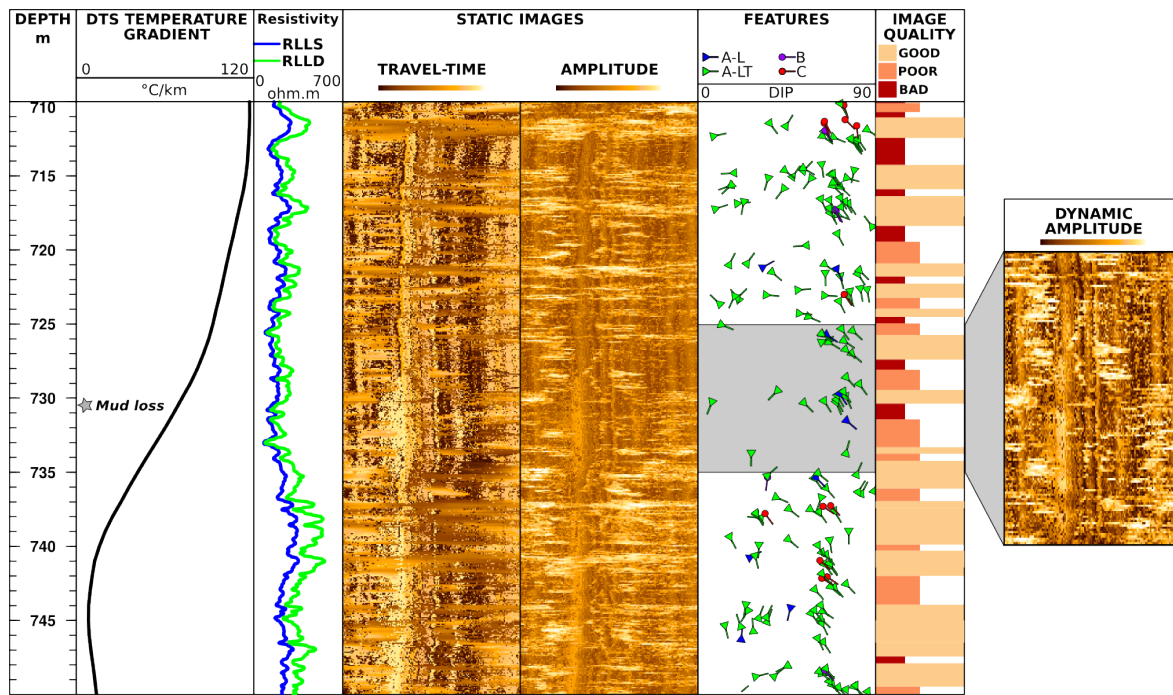 DEPTH
m
DTS TEMPERATURE
GRADIENT
0 120
°C/km
Resistivity
RLLS
RLLD
0 700
ohm.m
STATIC IMAGES
TRAVEL-TIME
AMPLITUDE
FEATURES
A-L B
A-LT C
0 DIP 90
IMAGE
QUALITY
GOOD
POOR
BAD
710
715
720
725
730
735
740
745
Mud loss
DYNAMIC
AMPLITUDE